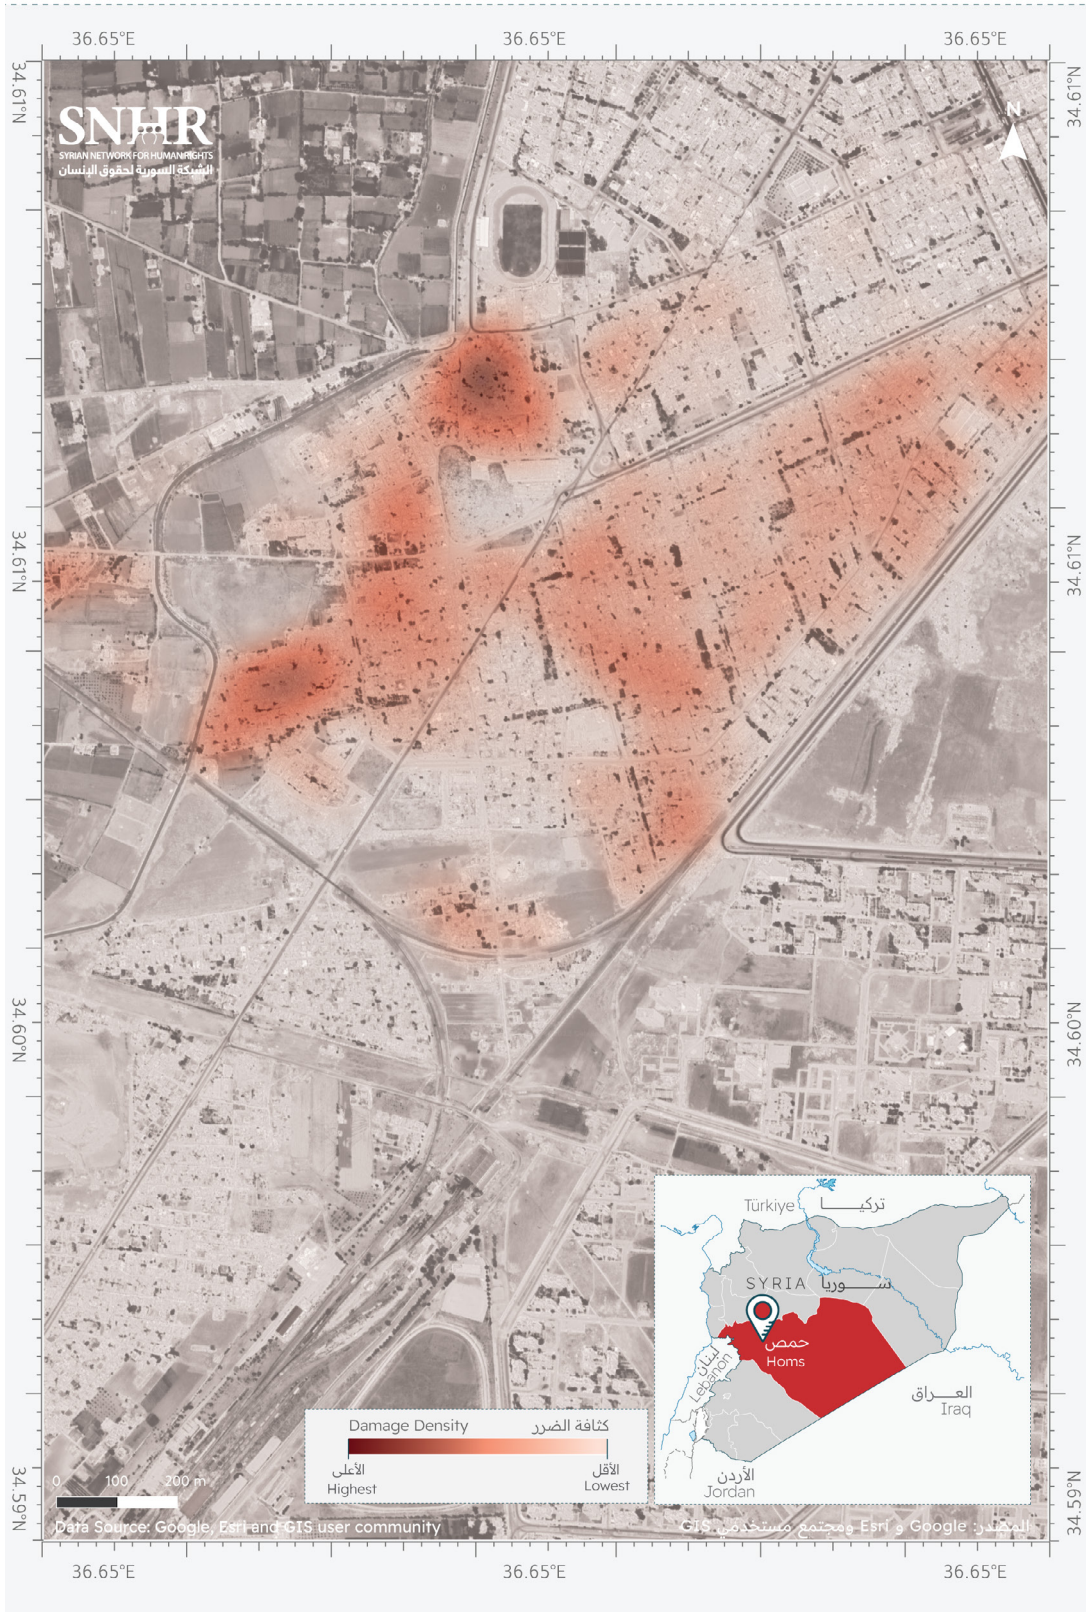 36.65°E 36.65°E 36.65°E
34.61°N 34.61°N
SNHR
SYRIAN NETWORK FOR HUMAN RIGHTS
الشبكة السورية لحقوق الإنسان
N
34.61°N 34.61°N
34.60°N 34.60°N
Türkiye تركيـــــا
SYRIA ســـــوريا
حمص
Homs
لبنان
Lebanon
العـــراق
Iraq
الأردن
Jordan
Damage Density كثافة الضرر
الأعلى
Highest
الأقل
Lowest
0 100 200 m
34.59°N 34.59°N
Data Source: Google, Esri and GIS user community
المصدر: Google و Esri ومجتمع مستخدمي GIS
36.65°E 36.65°E 36.65°E